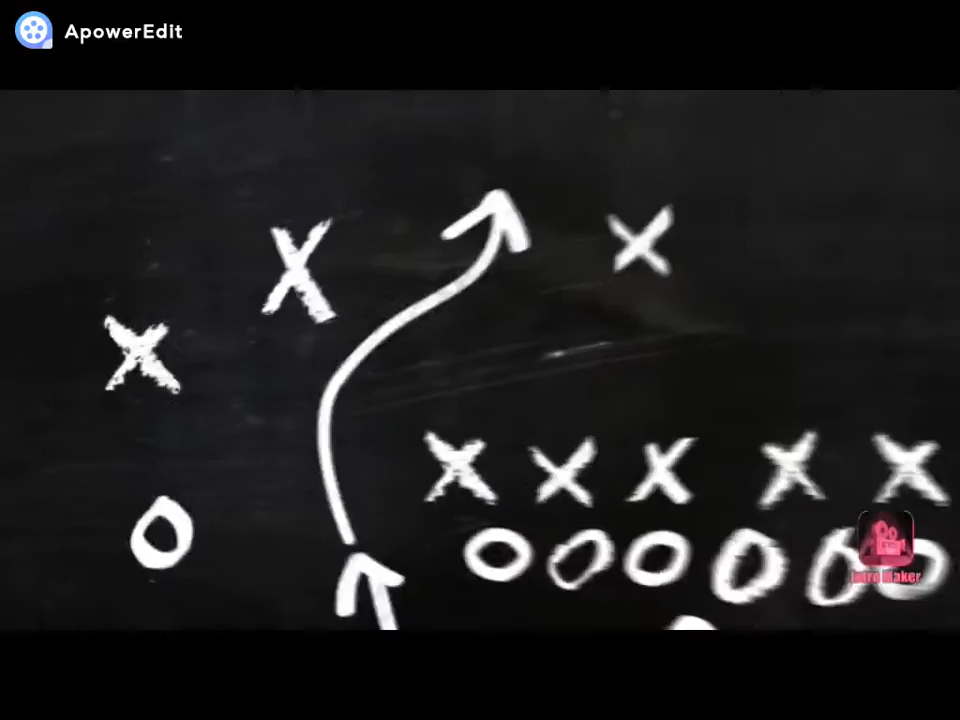 ApowerEdit
X
X
X
X X X X X
O
O O O O O O
Intro Maker